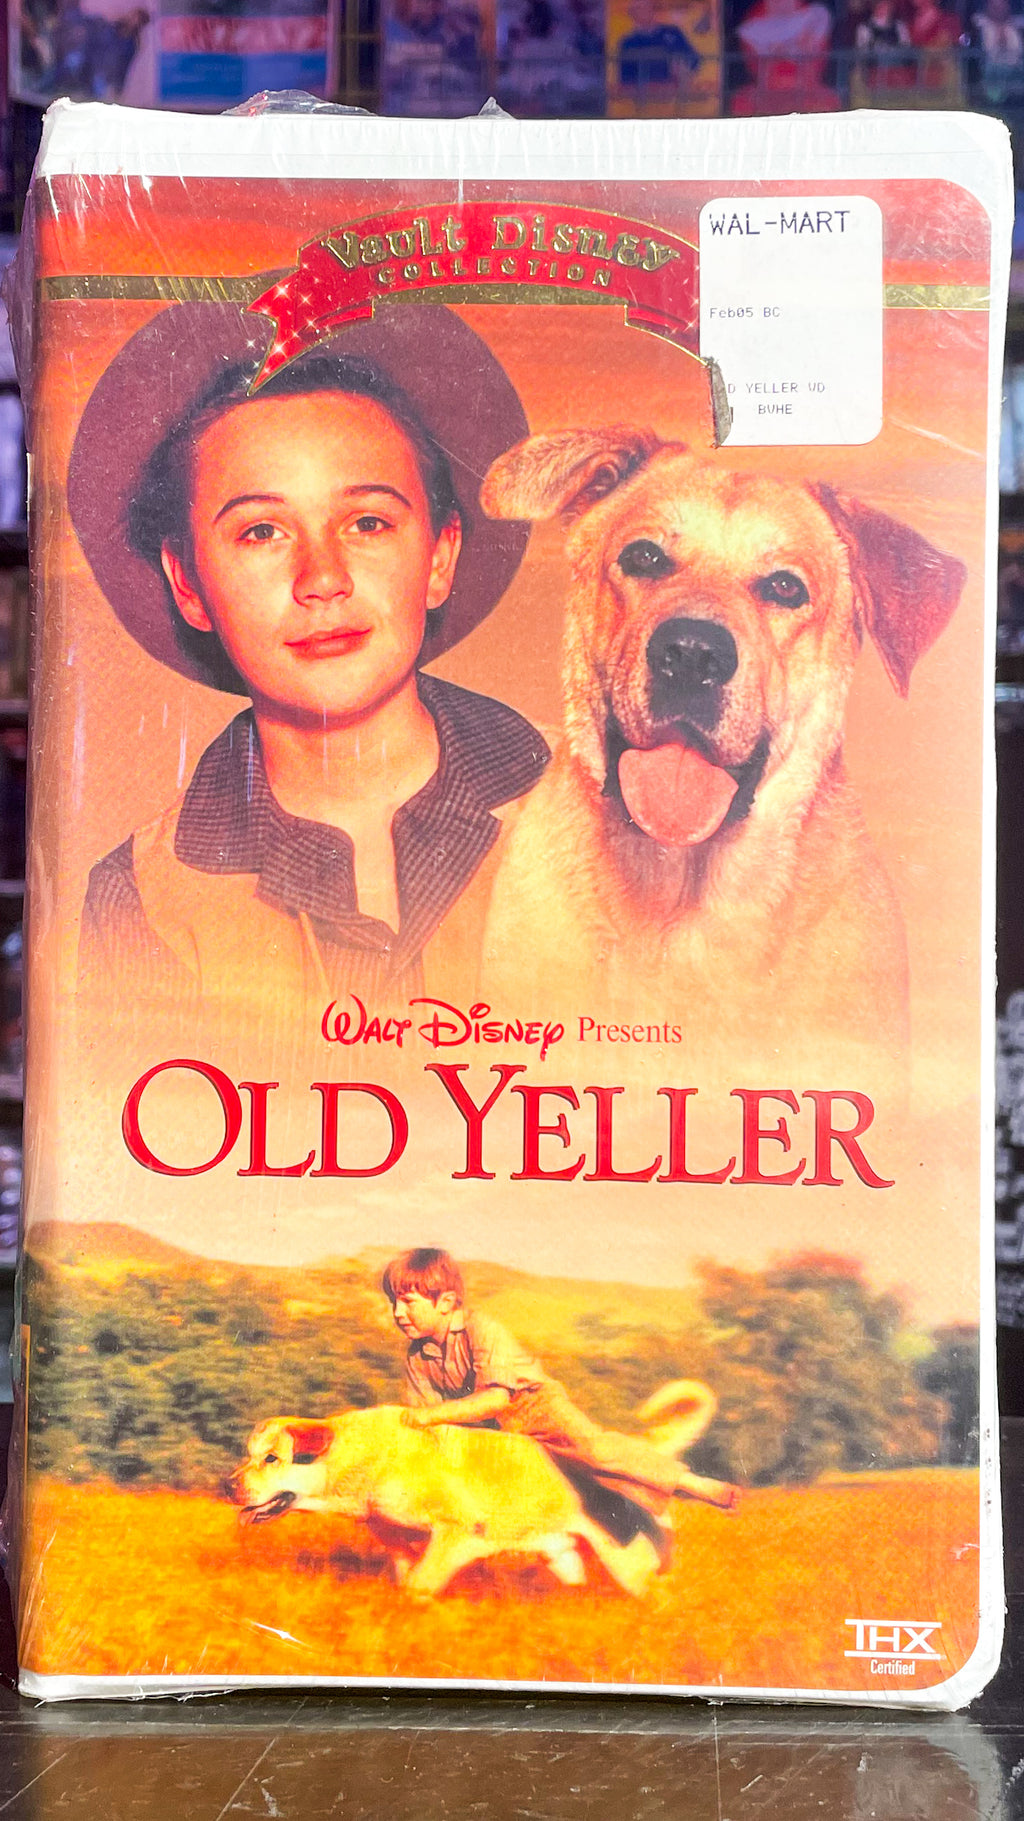 Vault Disney
COLLECTION
WAL-MART
Feb05 BC
D YELLER VD
BVHE
WALT DISNEY Presents
OLD YELLER
THX
Certified